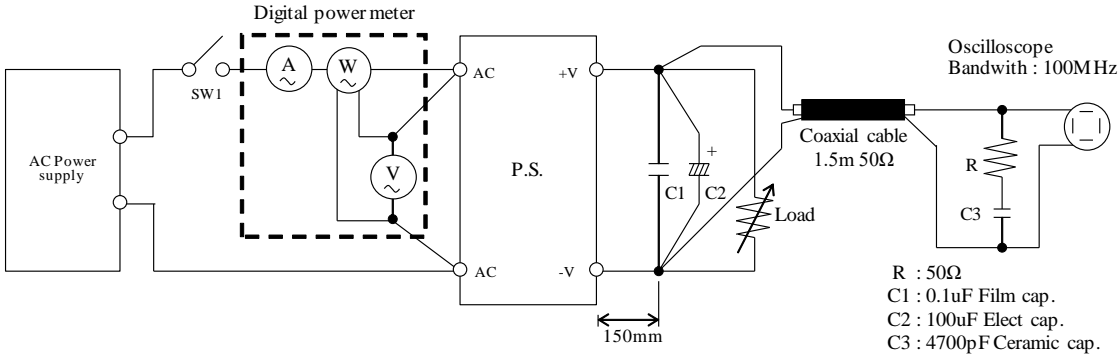 Digital power meter
A
W
SW1
V
AC Power
supply
AC
AC
P.S.
+V
-V
C1
+
C2
Load
150mm
Coaxial cable
1.5m 50Ω
Oscilloscope
Bandwith : 100MHz
R
C3
R : 50Ω
C1 : 0.1uF Film cap.
C2 : 100uF Elect cap.
C3 : 4700pF Ceramic cap.